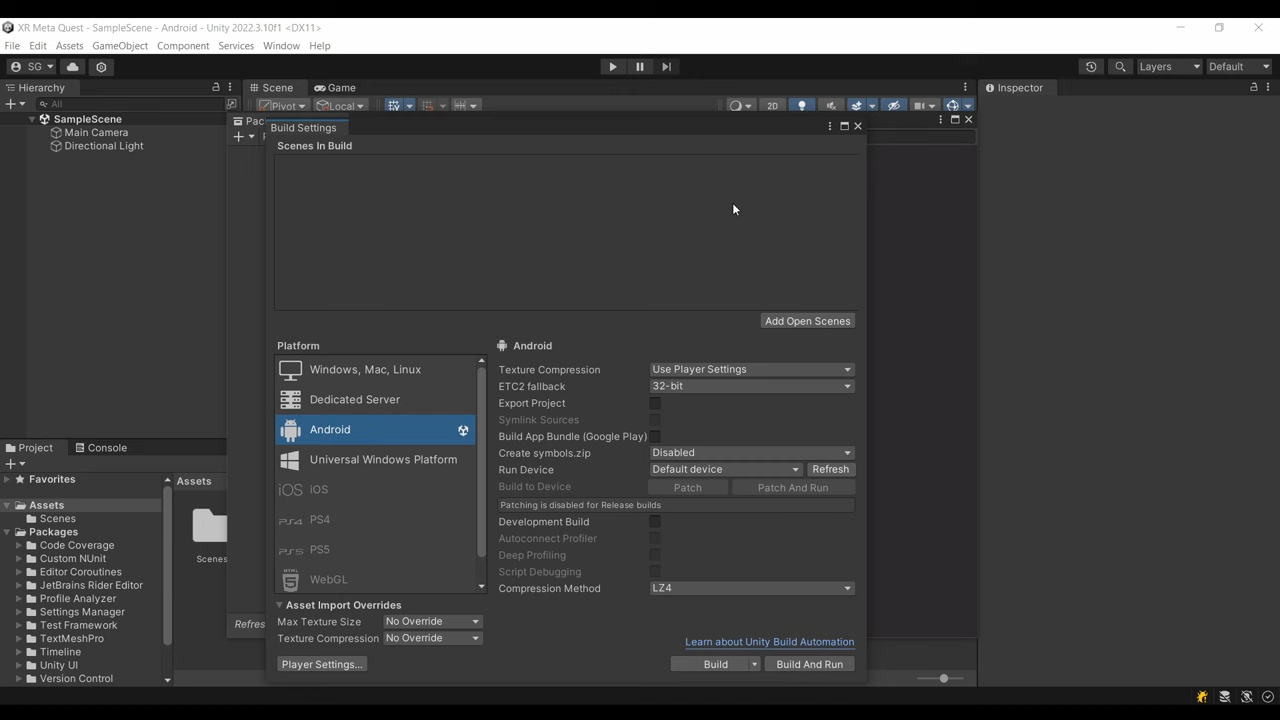 XR Meta Quest - SampleScene - Android - Unity 2022.3.10f1 <DX11>
File Edit Assets GameObject Component Services Window Help
SG Layers Default
Hierarchy Scene Game Inspector
All Pivot Local 2D
SampleScene
Main Camera
Directional Light
Pac
Build Settings
Scenes In Build
Add Open Scenes
Platform
Windows, Mac, Linux
Dedicated Server
Android
Universal Windows Platform
iOS iOS
PS4 PS4
PS5 PS5
HTML WebGL
Android
Texture Compression Use Player Settings
ETC2 fallback 32-bit
Export Project
Symlink Sources
Build App Bundle (Google Play)
Create symbols.zip Disabled
Run Device Default device Refresh
Build to Device Patch Patch And Run
Patching is disabled for Release builds
Development Build
Autoconnect Profiler
Deep Profiling
Script Debugging
Compression Method LZ4
Asset Import Overrides
Max Texture Size No Override
Texture Compression No Override
Learn about Unity Build Automation
Player Settings... Build Build And Run
Project Console
Favorites
Assets
Scenes
Packages
Code Coverage
Custom NUnit
Editor Coroutines
JetBrains Rider Editor
Profile Analyzer
Settings Manager
Test Framework
TextMeshPro
Timeline
Unity UI
Version Control
Assets
Scenes
Refres